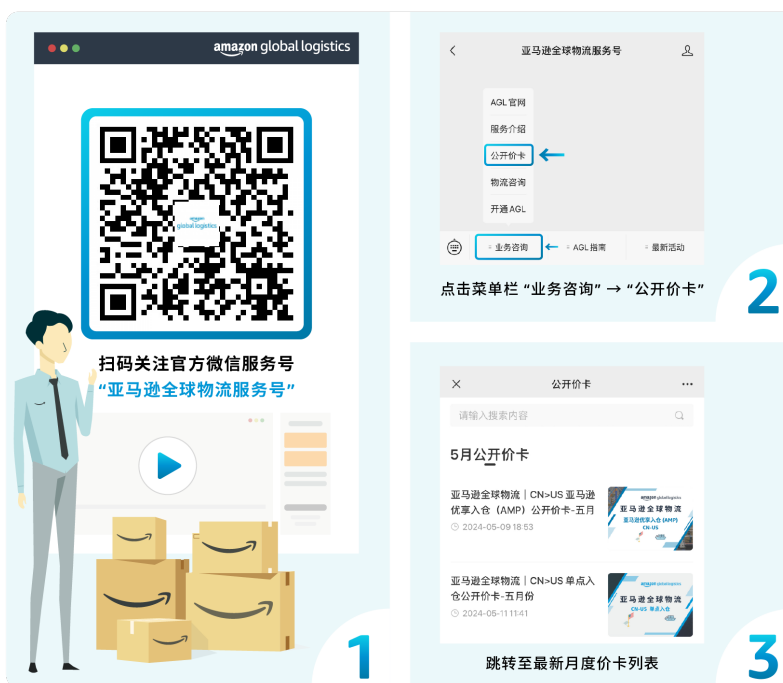 amazon global logistics
amazon
global logistics
扫码关注官方微信服务号
“亚马逊全球物流服务号”
1
亚马逊全球物流服务号
AGL 官网
服务介绍
公开价卡
物流咨询
开通 AGL
业务咨询
AGL 指南
最新活动
点击菜单栏 “业务咨询” → “公开价卡”
2
公开价卡
请输入搜索内容
5月公开价卡
亚马逊全球物流｜CN>US 亚马逊
优享入仓（AMP）公开价卡-五月
2024-05-09 18 53
amazon global logistics
亚马逊全球物流
亚马逊优享入仓 (AMP)
CN-US
亚马逊全球物流｜CN>US 单点入
仓公开价卡-五月份
2024-05-11 11:41
amazon global logistics
亚马逊全球物流
CN-US 单点入仓
跳转至最新月度价卡列表
3